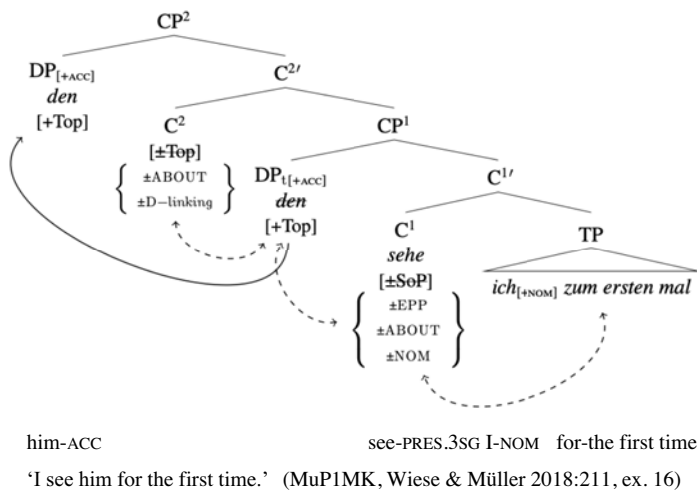 CP²
DP[+ACC] C²′
den
[+Top]
C² CP¹
[±Top]
±ABOUT
±D–linking
DPt[+ACC] C¹′
den
[+Top]
C¹ TP
sehe
[±SoP] ich[+NOM] zum ersten mal
±EPP
±ABOUT
±NOM
him-ACC see-PRES.3SG I-NOM for-the first time
‘I see him for the first time.’ (MuP1MK, Wiese & Müller 2018:211, ex. 16)